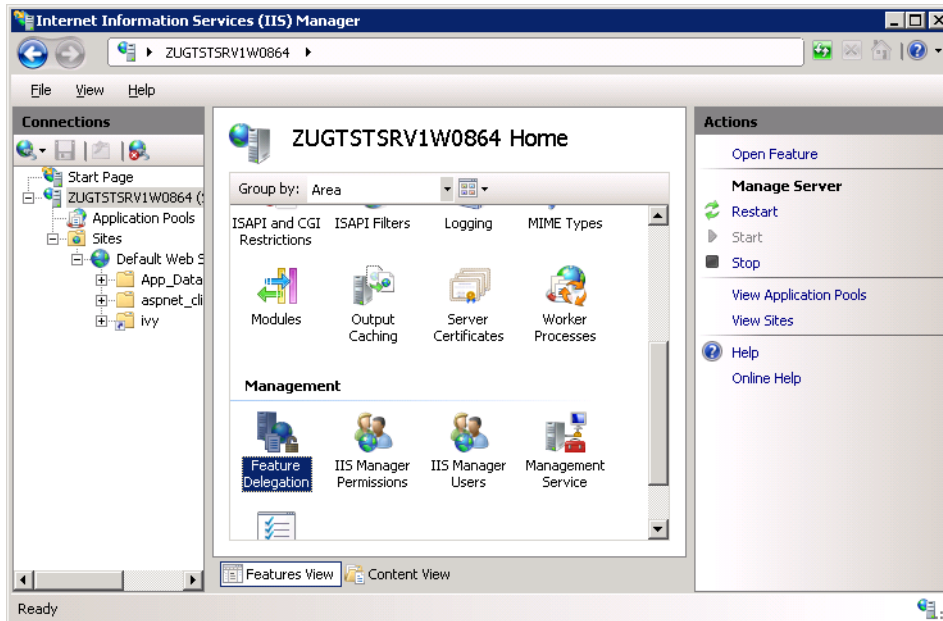 Internet Information Services (IIS) Manager
ZUGTSTSRV1W0864
File View Help
Connections
Start Page
ZUGTSTSRV1W0864 (
Application Pools
Sites
Default Web S
App_Data
aspnet_cli
ivy
ZUGTSTSRV1W0864 Home
Group by: Area
ISAPI and CGI Restrictions
ISAPI Filters
Logging
MIME Types
Modules
Output Caching
Server Certificates
Worker Processes
Management
Feature Delegation
IIS Manager Permissions
IIS Manager Users
Management Service
Features View
Content View
Actions
Open Feature
Manage Server
Restart
Start
Stop
View Application Pools
View Sites
Help
Online Help
Ready